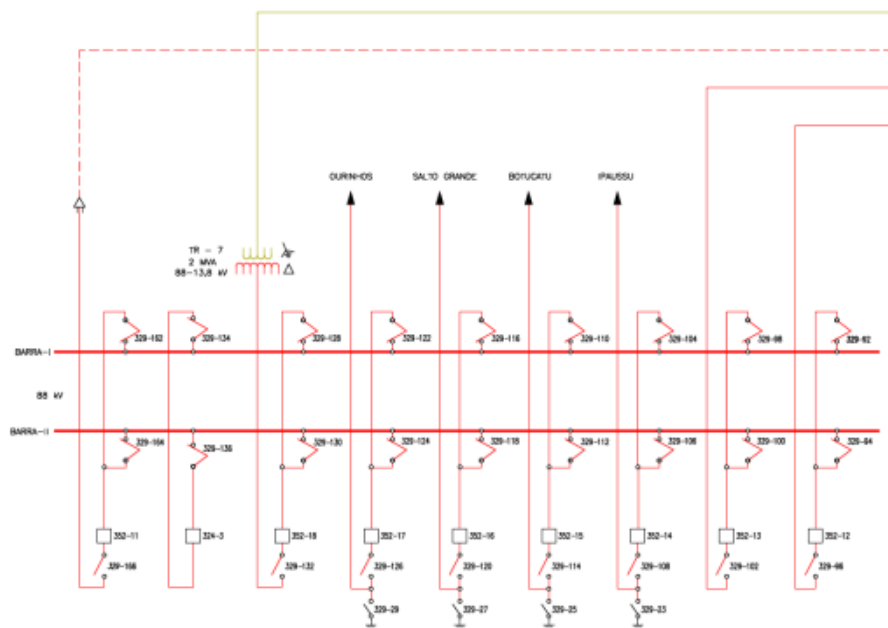 OURINHOS SALTO GRANDE BOTUCATU IPAUSSU
TR - 7
2 MVA
88-13,8 kV
329-162 329-134 329-128 329-122 329-116 329-110 329-104 329-98 329-92
BARRA-I
88 kV
BARRA-II
329-164 329-136 329-130 329-124 329-118 329-112 329-106 329-100 329-94
352-11 324-3 352-18 352-17 352-16 352-15 352-14 352-13 352-12
329-166 329-132 329-126 329-120 329-114 329-108 329-102 329-96
329-29 329-27 329-25 329-23